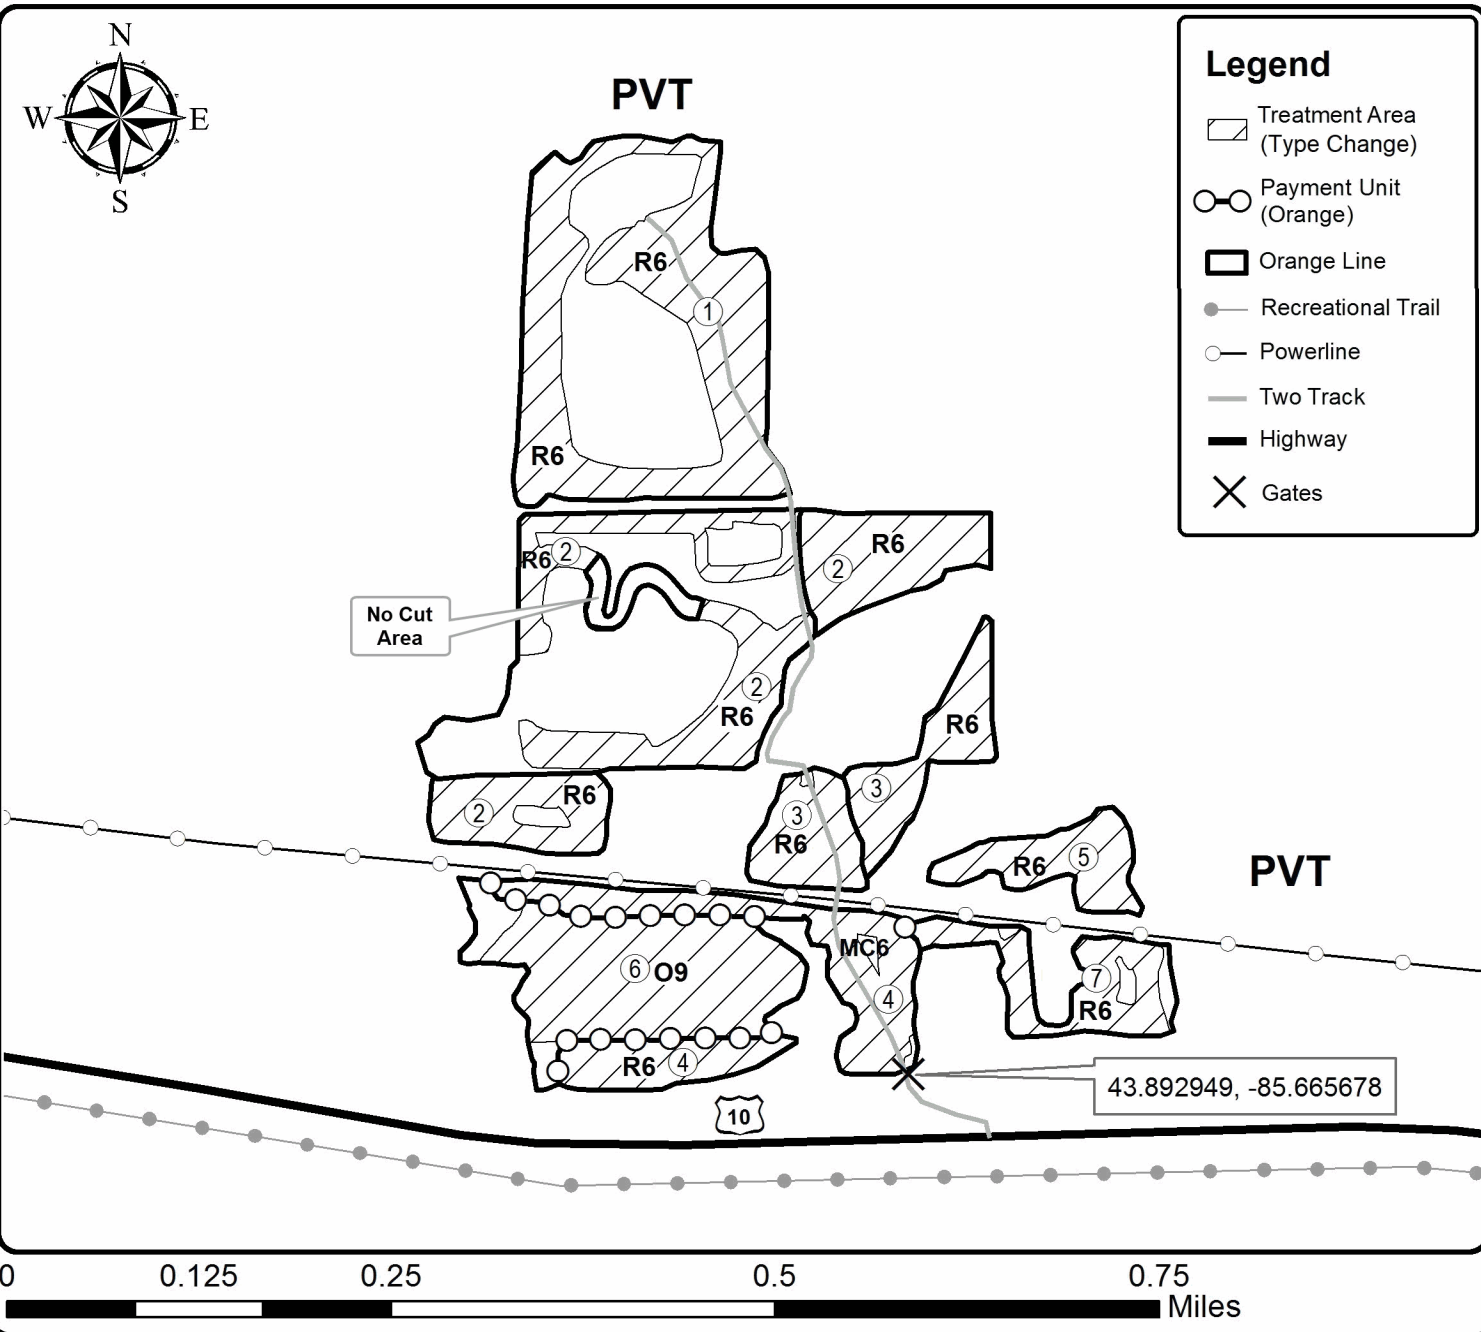 N
W
E
S
PVT
Legend
Treatment Area
(Type Change)
Payment Unit
(Orange)
Orange Line
Recreational Trail
Powerline
Two Track
Highway
Gates
R6
1
R6
R6
2
R6
2
No Cut
Area
2
R6
R6
R6
2
3
3
R6
R6
5
PVT
MC6
6
O9
4
7
R6
R6
4
43.892949, -85.665678
10
0
0.125
0.25
0.5
0.75
Miles